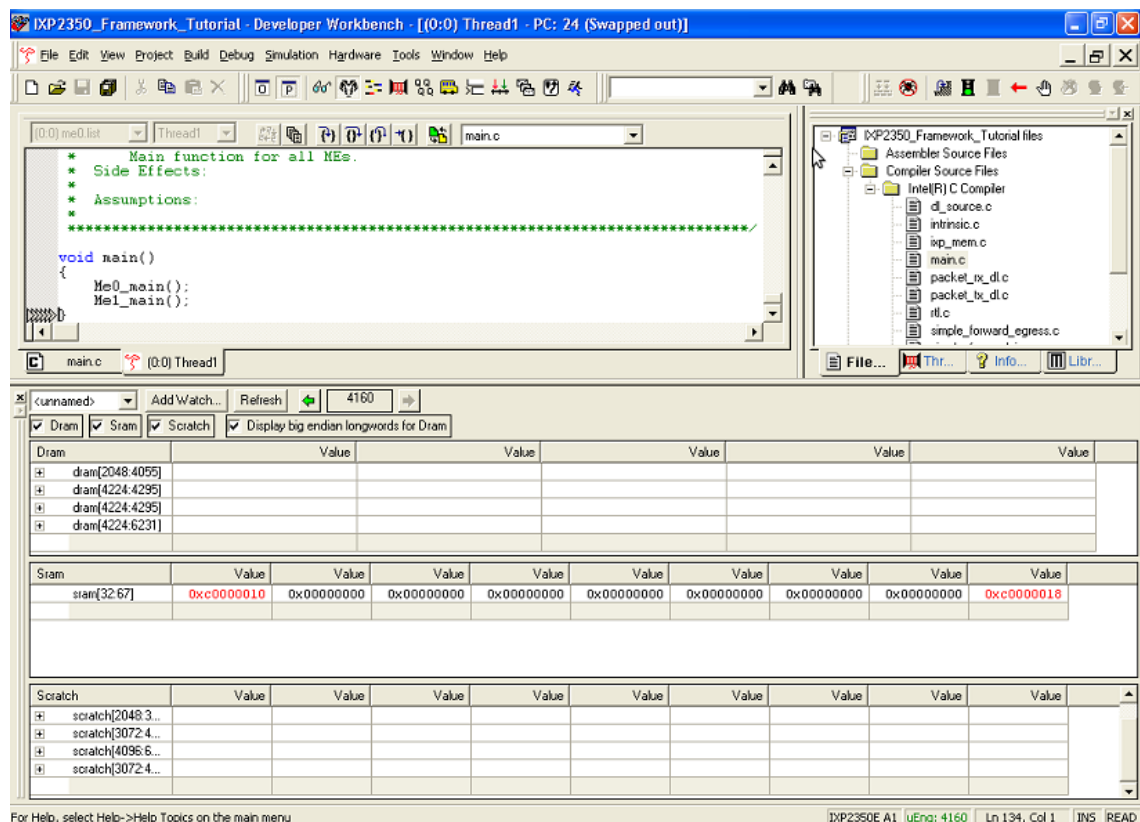 IXP2350_Framework_Tutorial - Developer Workbench - [(0:0) Thread1 - PC: 24 (Swapped out)]
File Edit View Project Build Debug Simulation Hardware Tools Window Help
(0:0) me0.list Thread1 main.c
* Main function for all MEs.
* Side Effects:
*
* Assumptions:
*
******************************************************************************/
void main()
{
Me0_main();
Me1_main();
}
main.c (0:0) Thread1
IXP2350_Framework_Tutorial files
Assembler Source Files
Compiler Source Files
Intel(R) C Compiler
dl_source.c
intrinsic.c
ixp_mem.c
main.c
packet_rx_dl.c
packet_tx_dl.c
rtl.c
simple_forward_egress.c
File... Thr... Info... Libr...
<unnamed> Add Watch... Refresh 4160
Dram Sram Scratch Display big endian longwords for Dram
Dram Value Value Value Value Value
dram[2048:4055]
dram[4224:4295]
dram[4224:4295]
dram[4224:6231]
Sram Value Value Value Value Value Value Value Value Value
sram[32:67] 0xc0000010 0x00000000 0x00000000 0x00000000 0x00000000 0x00000000 0x00000000 0x00000000 0xc0000018
Scratch Value Value Value Value Value Value Value Value Value
scratch[2048:3...
scratch[3072:4...
scratch[4096:6...
scratch[3072:4...
For Help, select Help->Help Topics on the main menu IXP2350E A1 uEng: 4160 Ln 134, Col 1 INS READ